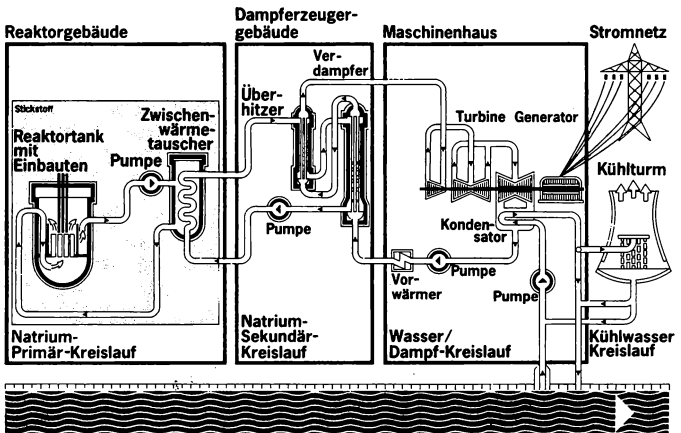 Reaktorgebäude
Dampferzeuger-
gebäude
Maschinenhaus
Stromnetz
Stickstoff
Reaktortank
mit
Einbauten
Pumpe
Zwischen-
wärme-
tauscher
Über-
hitzer
Ver-
dampfer
Pumpe
Turbine Generator
Konden-
sator
Vor-
wärmer
Pumpe
Pumpe
Kühlturm
Natrium-
Primär-Kreislauf
Natrium-
Sekundär-
Kreislauf
Wasser/
Dampf-Kreislauf
Kühlwasser
Kreislauf